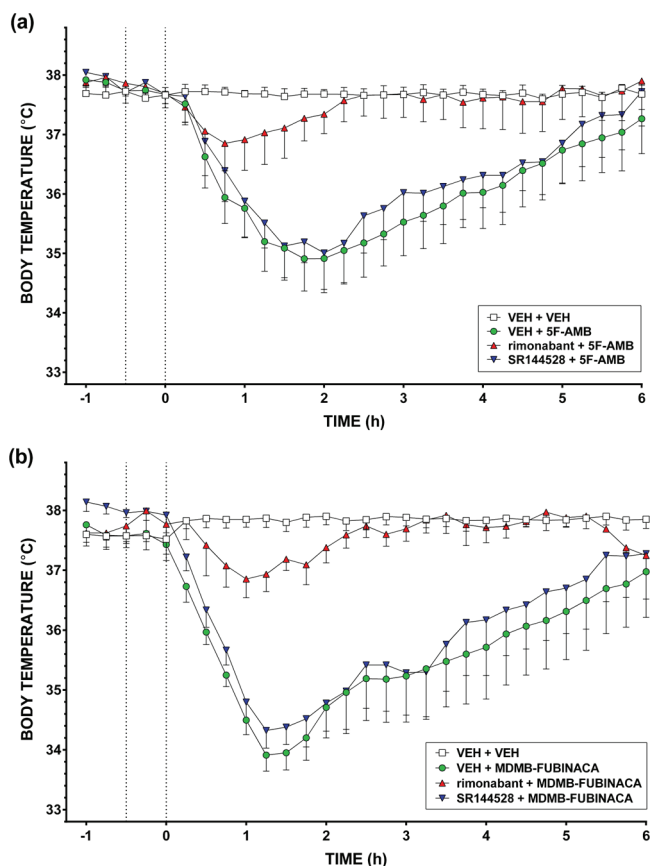 (a)
38
37
36
35
34
33
BODY TEMPERATURE (°C)
VEH + VEH
VEH + 5F-AMB
rimonabant + 5F-AMB
SR144528 + 5F-AMB
-1 0 1 2 3 4 5 6
TIME (h)
(b)
38
37
36
35
34
33
BODY TEMPERATURE (°C)
VEH + VEH
VEH + MDMB-FUBINACA
rimonabant + MDMB-FUBINACA
SR144528 + MDMB-FUBINACA
-1 0 1 2 3 4 5 6
TIME (h)